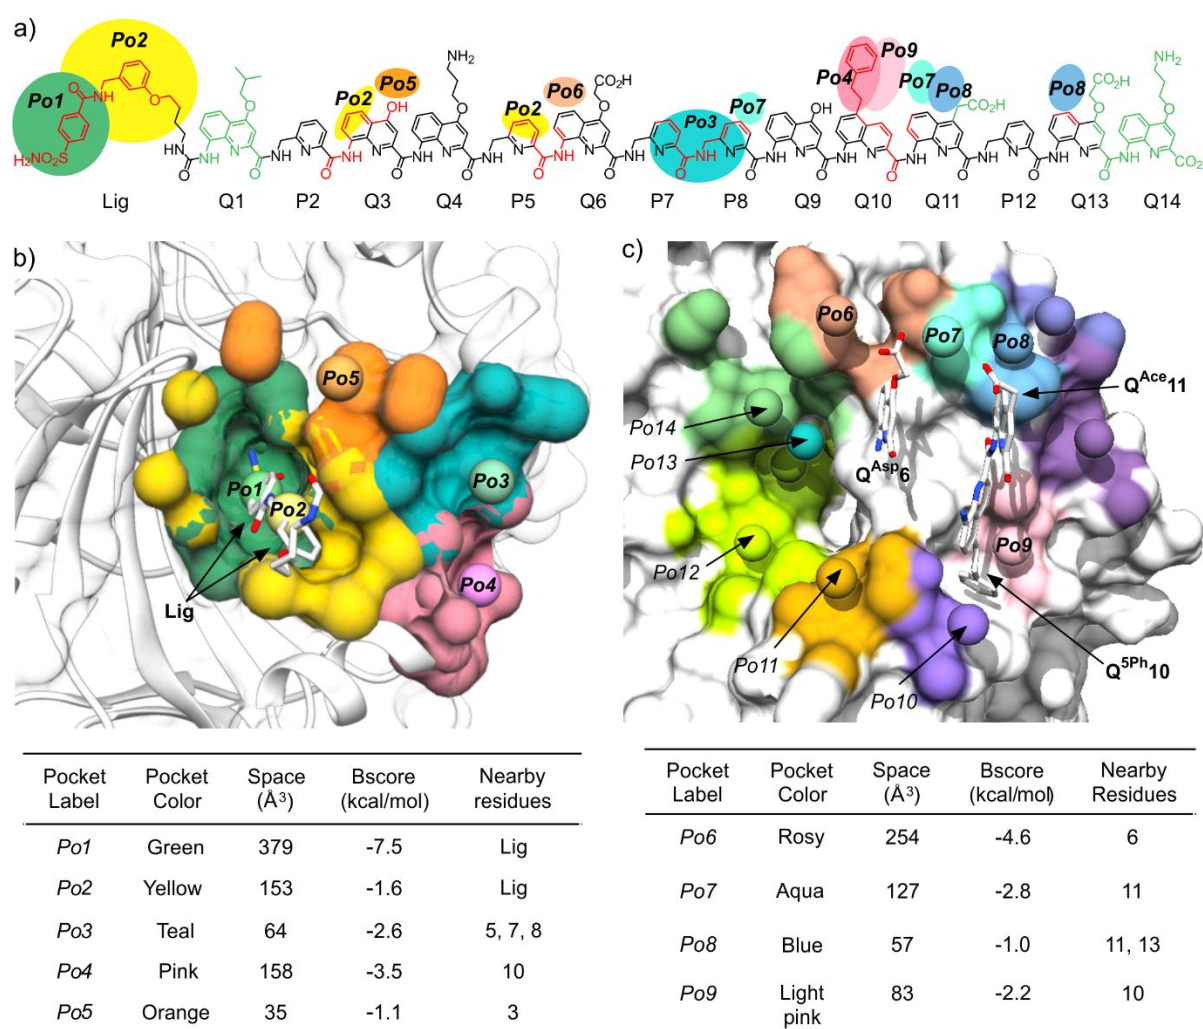 a)
Po2
Po1
O
NH
O
H2NO2S
Po2
Po5
OH
NH2
Po2
Po6
CO2H
Po3
Po7
OH
Po4
Po9
Po7
Po8
CO2H
Po8
CO2H
NH2
CO2H
Lig
Q1
P2
Q3
Q4
P5
Q6
P7
P8
Q9
Q10
Q11
P12
Q13
Q14
b)
Po5
Po1
Po2
Po3
Po4
Lig
c)
Po6
Po7
Po8
QAce11
Po14
Po13
QAsp6
Po12
Po9
Po11
Po10
Q5Ph10
Pocket Label Pocket Color Space (Å3) Bscore (kcal/mol) Nearby residues
Po1 Green 379 -7.5 Lig
Po2 Yellow 153 -1.6 Lig
Po3 Teal 64 -2.6 5, 7, 8
Po4 Pink 158 -3.5 10
Po5 Orange 35 -1.1 3
Pocket Label Pocket Color Space (Å3) Bscore (kcal/mol) Nearby Residues
Po6 Rosy 254 -4.6 6
Po7 Aqua 127 -2.8 11
Po8 Blue 57 -1.0 11, 13
Po9 Light pink 83 -2.2 10